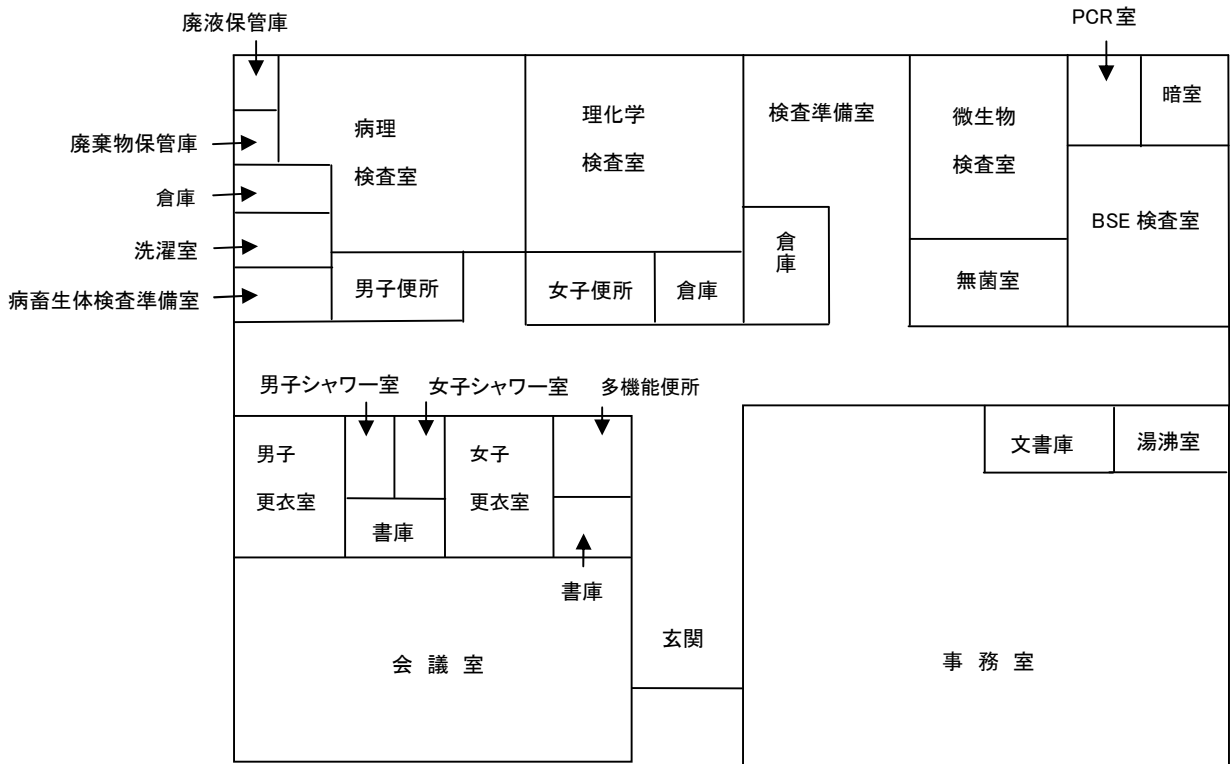 廃液保管庫
PCR室
廃棄物保管庫
病理
検査室
理化学
検査室
検査準備室
微生物
検査室
暗室
倉庫
洗濯室
倉庫
BSE 検査室
病畜生体検査準備室
男子便所
女子便所
倉庫
無菌室
男子シャワー室
女子シャワー室
多機能便所
男子
更衣室
書庫
女子
更衣室
書庫
文書庫
湯沸室
玄関
会 議 室
事 務 室